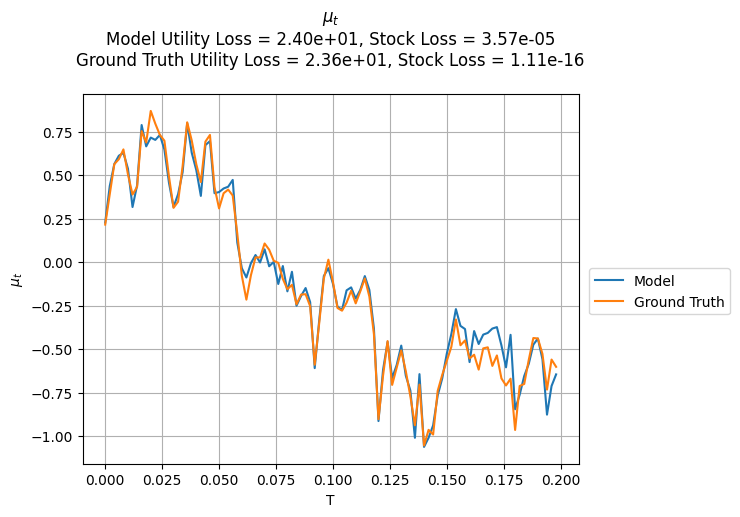 μ_t
Model Utility Loss = 2.40e+01, Stock Loss = 3.57e-05
Ground Truth Utility Loss = 2.36e+01, Stock Loss = 1.11e-16
0.75
0.50
0.25
0.00
−0.25
−0.50
−0.75
−1.00
μ_t
0.000 0.025 0.050 0.075 0.100 0.125 0.150 0.175 0.200
T
Model
Ground Truth